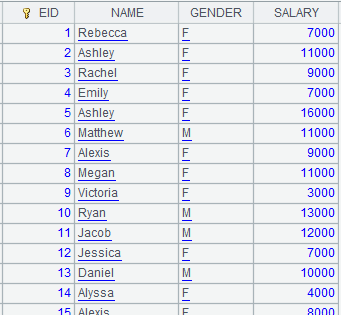 EID NAME GENDER SALARY
1 Rebecca F 7000
2 Ashley F 11000
3 Rachel F 9000
4 Emily F 7000
5 Ashley F 16000
6 Matthew M 11000
7 Alexis F 9000
8 Megan F 11000
9 Victoria F 3000
10 Ryan M 13000
11 Jacob M 12000
12 Jessica F 7000
13 Daniel M 10000
14 Alyssa F 4000
15 Alexis F 8000